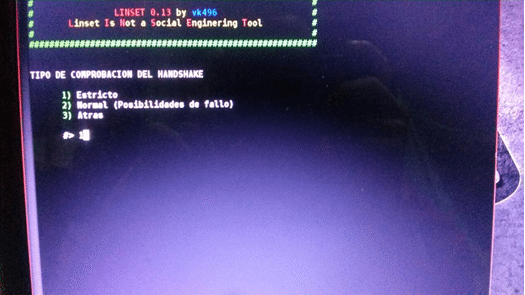 LINSET 0.13 by vk496
Linset Is Not a Social Enginering Tool
############################################################
TIPO DE COMPROBACION DEL HANDSHAKE
1) Estricto
2) Normal (Posibilidades de fallo)
3) Atras
#> 1